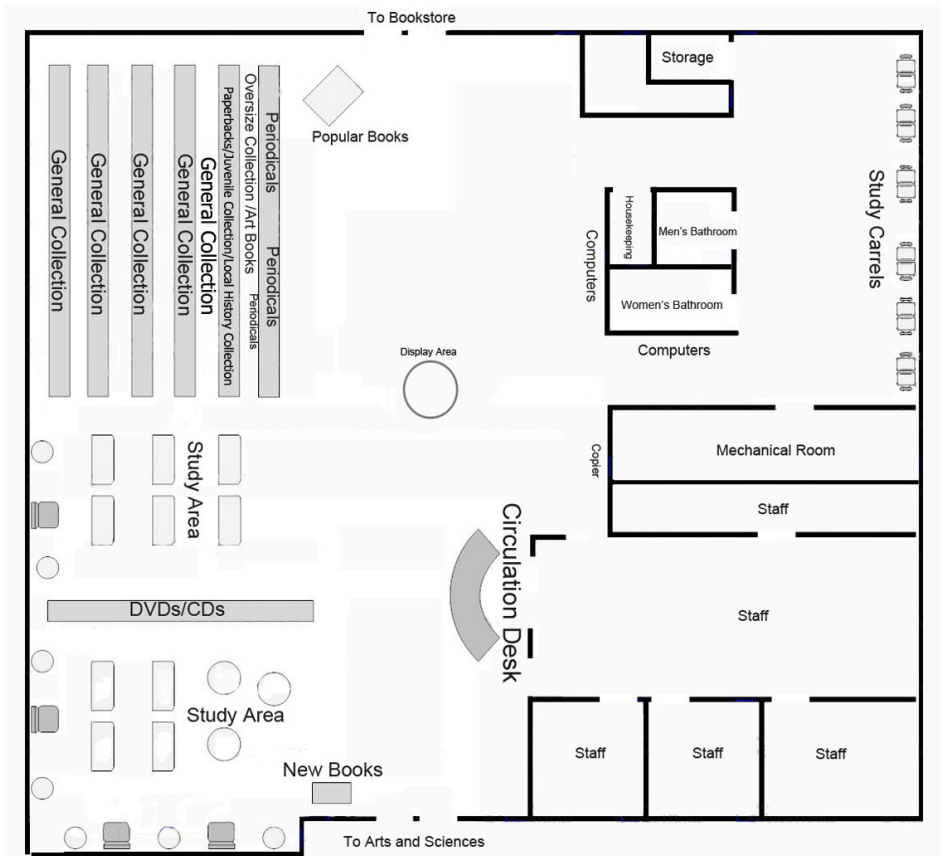 To Bookstore
Storage
Popular Books
General Collection
General Collection
General Collection
General Collection
General Collection
Paperbacks/Juvenile Collection/Local History Collection
Oversize Collection /Art Books
Periodicals
Periodicals
Periodicals
Study Carrels
Housekeeping
Men's Bathroom
Computers
Women's Bathroom
Computers
Display Area
Mechanical Room
Copier
Staff
Study Area
Circulation Desk
DVDs/CDs
Staff
Study Area
Staff
Staff
Staff
New Books
To Arts and Sciences